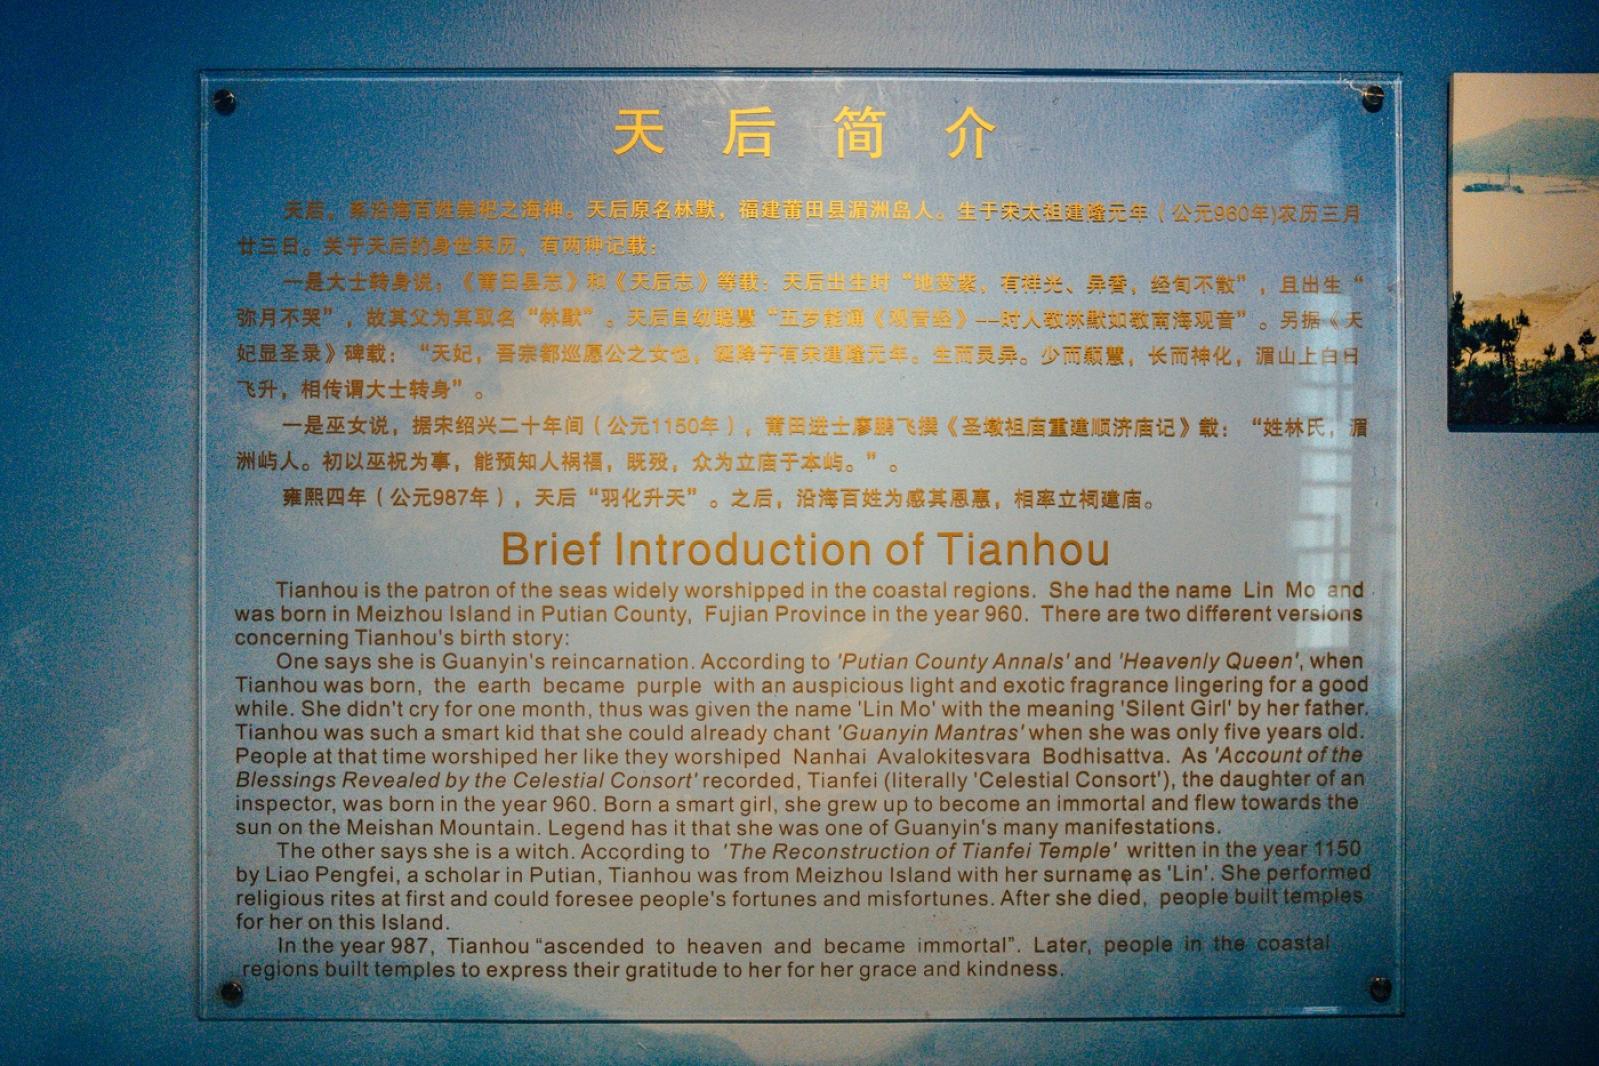 天后简介
天后，系沿海百姓崇祀之海神。天后原名林默，福建莆田县湄洲岛人。生于宋太祖建隆元年（公元960年)农历三月
廿三日。关于天后的身世来历，有两种记载：
一是大士转身说：《莆田县志》和《天后志》等载：天后出生时“地变紫，有祥光、异香，经旬不散”，且出生“
弥月不哭”，故其父为其取名“林默”。天后自幼聪慧“五岁能诵《观音经》--时人敬林默如敬南海观音”。另据《天
妃显圣录》碑载：“天妃，吾宗都巡愿公之女也，诞降于有宋建隆元年。生而灵异。少而颖慧，长而神化，湄山上白日
飞升，相传谓大士转身”。
一是巫女说，据宋绍兴二十年间（公元1150年），莆田进士廖鹏飞撰《圣墩祖庙重建顺济庙记》载：“姓林氏，湄
洲屿人。初以巫祝为事，能预知人祸福，既殁，众为立庙于本屿。”。
雍熙四年（公元987年），天后“羽化升天”。之后，沿海百姓为感其恩惠，相率立祠建庙。
Brief Introduction of Tianhou
Tianhou is the patron of the seas widely worshipped in the coastal regions. She had the name Lin Mo and
was born in Meizhou Island in Putian County, Fujian Province in the year 960. There are two different versions
concerning Tianhou's birth story:
One says she is Guanyin's reincarnation. According to 'Putian County Annals' and 'Heavenly Queen', when
Tianhou was born, the earth became purple with an auspicious light and exotic fragrance lingering for a good
while. She didn't cry for one month, thus was given the name 'Lin Mo' with the meaning 'Silent Girl' by her father.
Tianhou was such a smart kid that she could already chant 'Guanyin Mantras' when she was only five years old.
People at that time worshiped her like they worshiped Nanhai Avalokitesvara Bodhisattva. As 'Account of the
Blessings Revealed by the Celestial Consort' recorded, Tianfei (literally 'Celestial Consort'), the daughter of an
inspector, was born in the year 960. Born a smart girl, she grew up to become an immortal and flew towards the
sun on the Meishan Mountain. Legend has it that she was one of Guanyin's many manifestations.
The other says she is a witch. According to 'The Reconstruction of Tianfei Temple' written in the year 1150
by Liao Pengfei, a scholar in Putian, Tianhou was from Meizhou Island with her surname as 'Lin'. She performed
religious rites at first and could foresee people's fortunes and misfortunes. After she died, people built temples
for her on this Island.
In the year 987, Tianhou “ascended to heaven and became immortal”. Later, people in the coastal
regions built temples to express their gratitude to her for her grace and kindness.